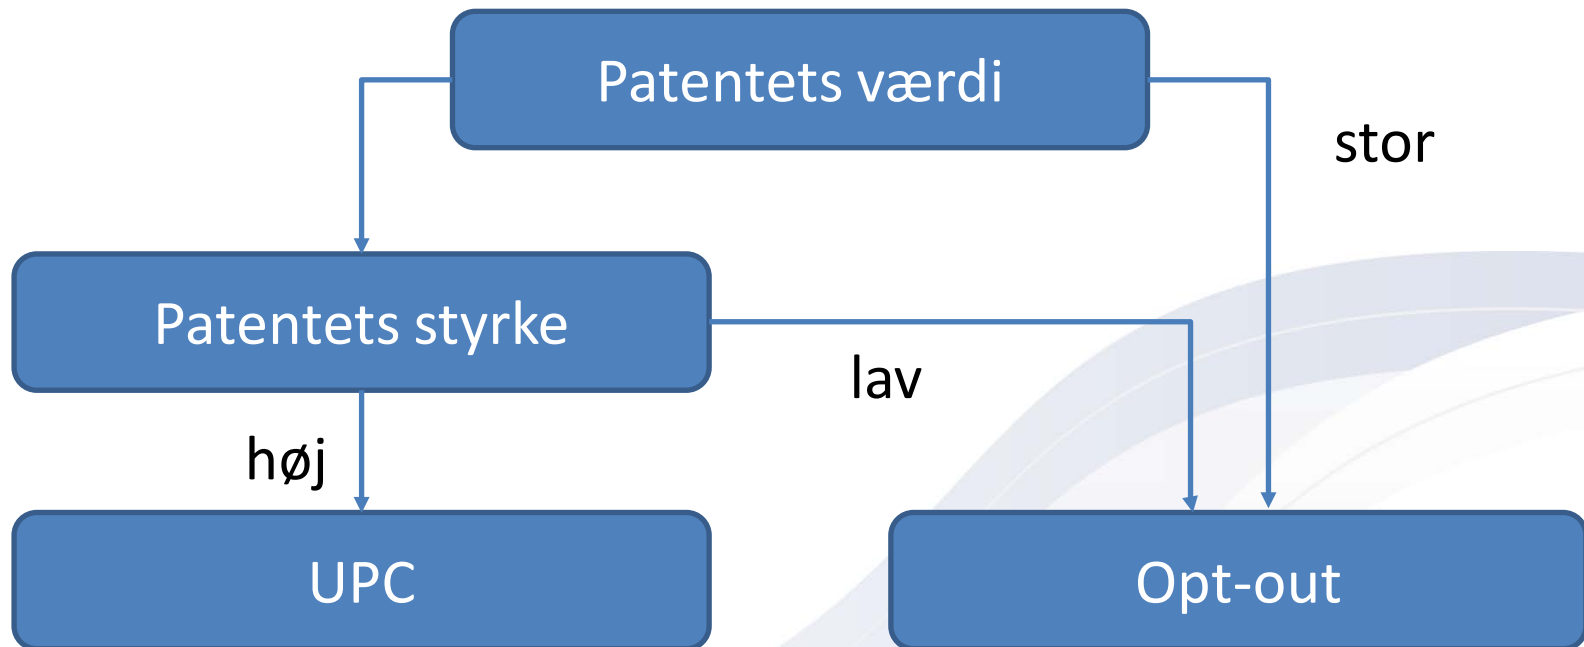 Patentets værdi
stor
Patentets styrke
lav
høj
UPC
Opt-out